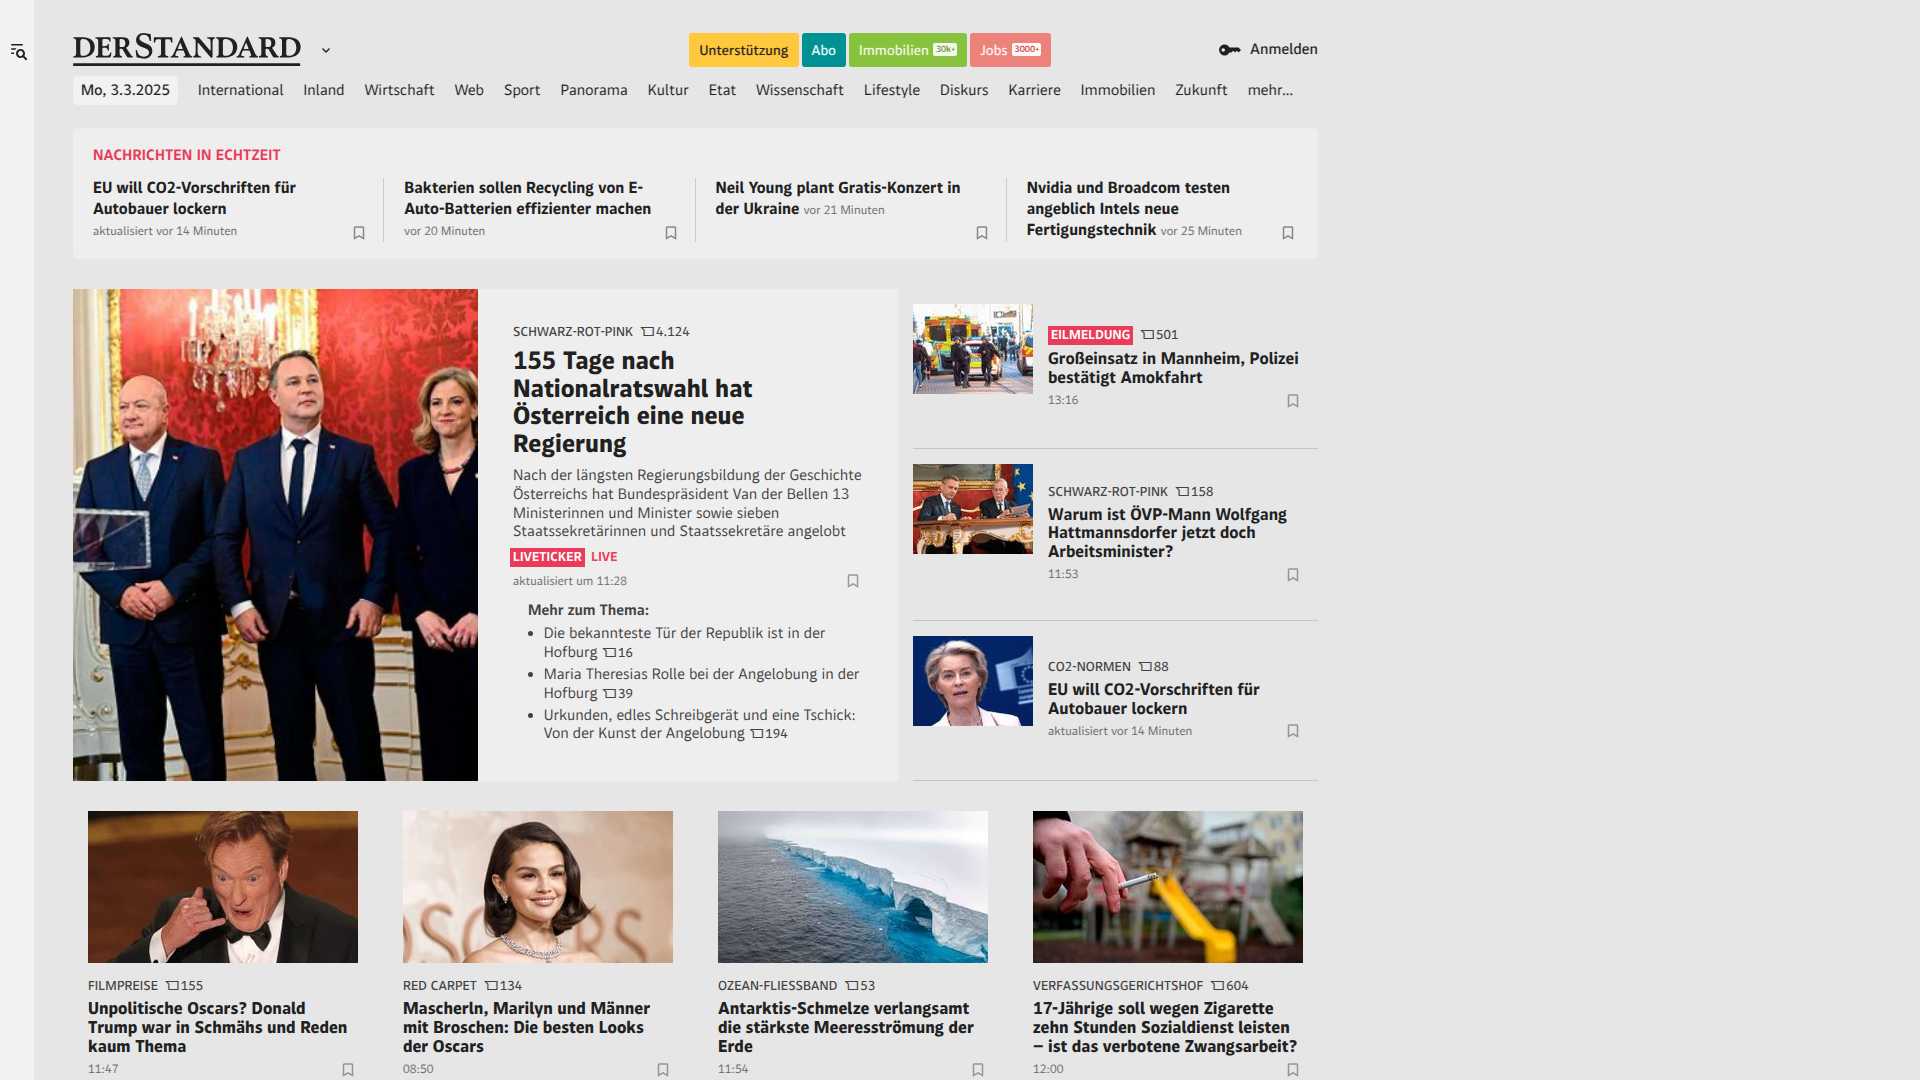 DERSTANDARD
Unterstützung
Abo
Immobilien 30k+
Jobs 3000+
Anmelden
Mo, 3.3.2025 International Inland Wirtschaft Web Sport Panorama Kultur Etat Wissenschaft Lifestyle Diskurs Karriere Immobilien Zukunft mehr...
NACHRICHTEN IN ECHTZEIT
EU will CO2-Vorschriften für
Autobauer lockern
aktualisiert vor 14 Minuten
Bakterien sollen Recycling von E-
Auto-Batterien effizienter machen
vor 20 Minuten
Neil Young plant Gratis-Konzert in
der Ukraine vor 21 Minuten
Nvidia und Broadcom testen
angeblich Intels neue
Fertigungstechnik vor 25 Minuten
SCHWARZ-ROT-PINK 4.124
155 Tage nach
Nationalratswahl hat
Österreich eine neue
Regierung
Nach der längsten Regierungsbildung der Geschichte
Österreichs hat Bundespräsident Van der Bellen 13
Ministerinnen und Minister sowie sieben
Staatssekretärinnen und Staatssekretäre angelobt
LIVETICKER LIVE
aktualisiert um 11:28
Mehr zum Thema:
• Die bekannteste Tür der Republik ist in der
Hofburg 16
• Maria Theresias Rolle bei der Angelobung in der
Hofburg 39
• Urkunden, edles Schreibgerät und eine Tschick:
Von der Kunst der Angelobung 194
EILMELDUNG 501
Großeinsatz in Mannheim, Polizei
bestätigt Amokfahrt
13:16
SCHWARZ-ROT-PINK 158
Warum ist ÖVP-Mann Wolfgang
Hattmannsdorfer jetzt doch
Arbeitsminister?
11:53
CO2-NORMEN 88
EU will CO2-Vorschriften für
Autobauer lockern
aktualisiert vor 14 Minuten
FILMPREISE 155
Unpolitische Oscars? Donald
Trump war in Schmähs und Reden
kaum Thema
11:47
OSCARS
RED CARPET 134
Mascherln, Marilyn und Männer
mit Broschen: Die besten Looks
der Oscars
08:50
OZEAN-FLIESSBAND 53
Antarktis-Schmelze verlangsamt
die stärkste Meeresströmung der
Erde
11:54
VERFASSUNGSGERICHTSHOF 604
17-Jährige soll wegen Zigarette
zehn Stunden Sozialdienst leisten
– ist das verbotene Zwangsarbeit?
12:00